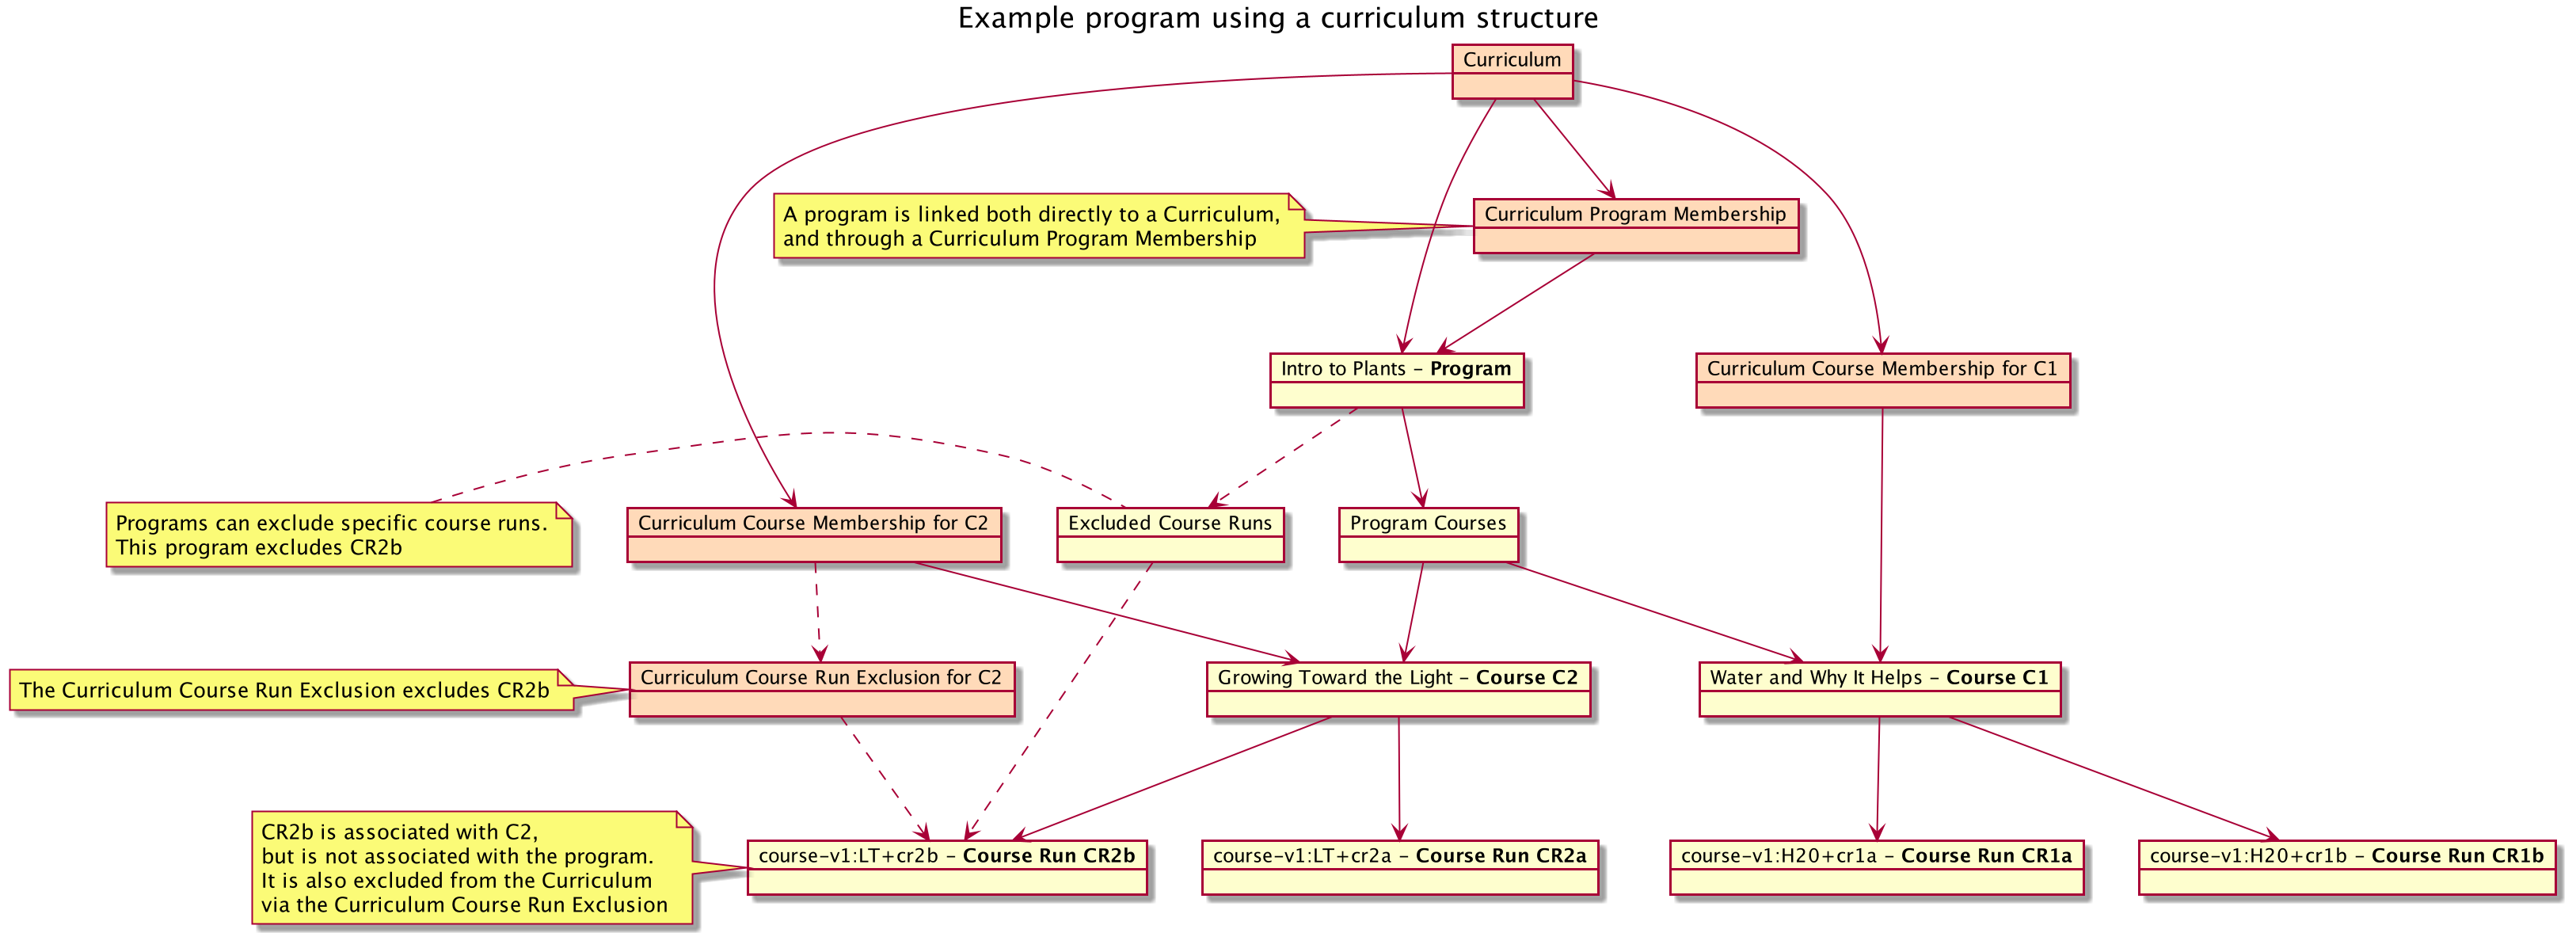 Example program using a curriculum structure
Curriculum
A program is linked both directly to a Curriculum,
and through a Curriculum Program Membership
Curriculum Program Membership
Intro to Plants – Program
Curriculum Course Membership for C1
Programs can exclude specific course runs.
This program excludes CR2b
Curriculum Course Membership for C2
Excluded Course Runs
Program Courses
The Curriculum Course Run Exclusion excludes CR2b
Curriculum Course Run Exclusion for C2
Growing Toward the Light – Course C2
Water and Why It Helps – Course C1
CR2b is associated with C2,
but is not associated with the program.
It is also excluded from the Curriculum
via the Curriculum Course Run Exclusion
course-v1:LT+cr2b – Course Run CR2b
course-v1:LT+cr2a – Course Run CR2a
course-v1:H20+cr1a – Course Run CR1a
course-v1:H20+cr1b – Course Run CR1b